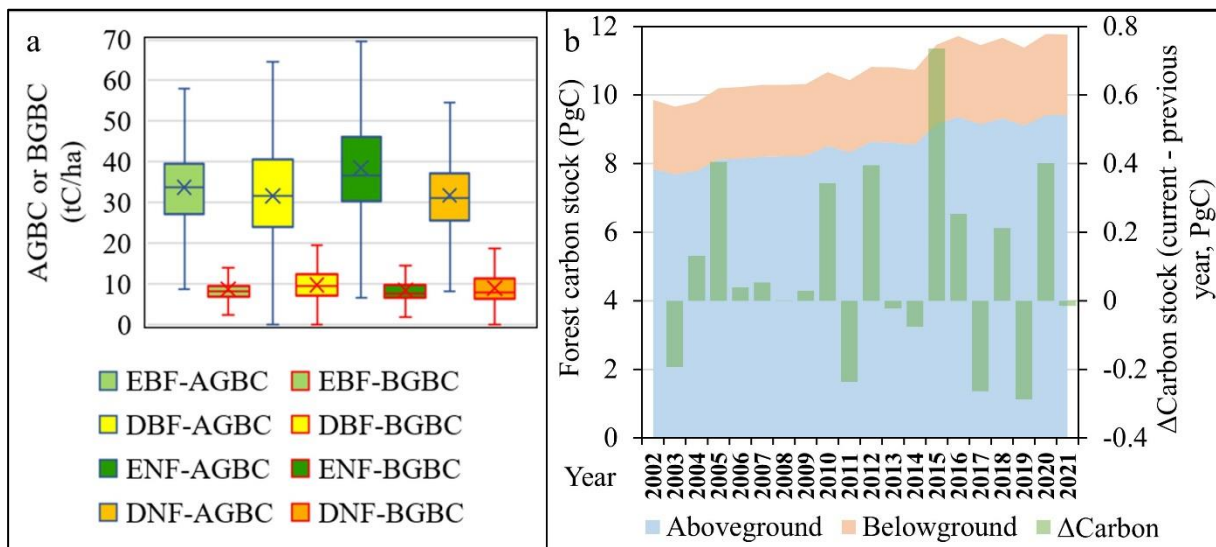 a
AGBC or BGBC
(tC/ha)
70
60
50
40
30
20
10
0
EBF-AGBC EBF-BGBC
DBF-AGBC DBF-BGBC
ENF-AGBC ENF-BGBC
DNF-AGBC DNF-BGBC
b
Forest carbon stock (PgC)
12
10
8
6
4
2
0
0.8
0.6
0.4
0.2
0
-0.2
-0.4
ΔCarbon stock (current - previous
year, PgC)
Year
2002 2003 2004 2005 2006 2007 2008 2009 2010 2011 2012 2013 2014 2015 2016 2017 2018 2019 2020 2021
Aboveground Belowground ΔCarbon